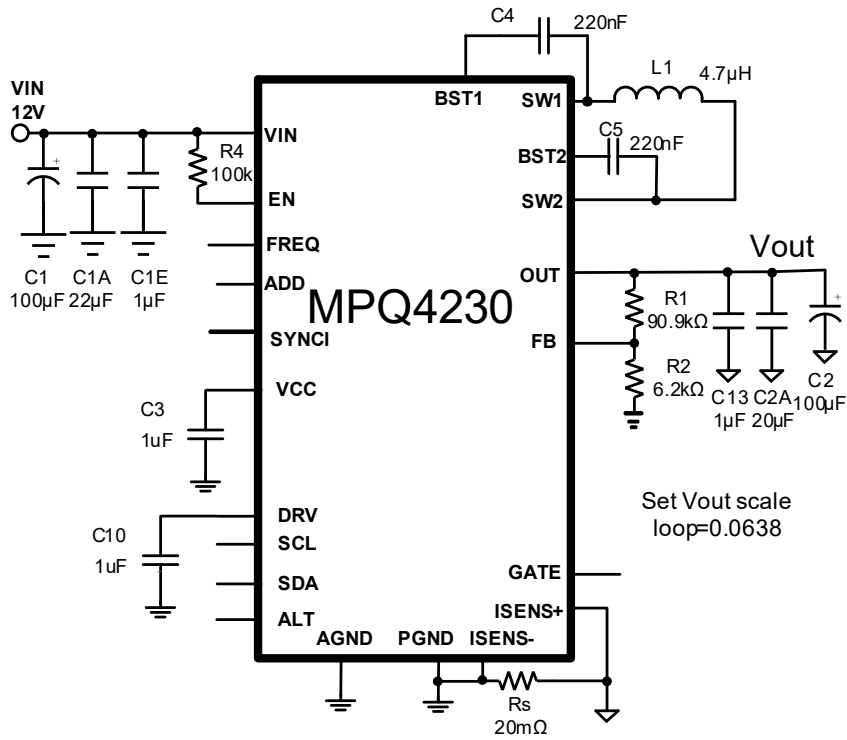 C4
220nF
L1
4.7µH
VIN
12V
BST1
SW1
C5
220nF
VIN
R4
100k
BST2
EN
SW2
FREQ
Vout
C1
100µF
C1A
22µF
C1E
1µF
ADD
OUT
MPQ4230
R1
90.9kΩ
SYNCI
FB
R2
6.2kΩ
C13
1µF
C2A
20µF
C2
100µF
VCC
C3
1uF
Set Vout scale
loop=0.0638
DRV
C10
1uF
SCL
SDA
GATE
ALT
ISENS+
AGND
PGND
ISENS-
Rs
20mΩ
+
+